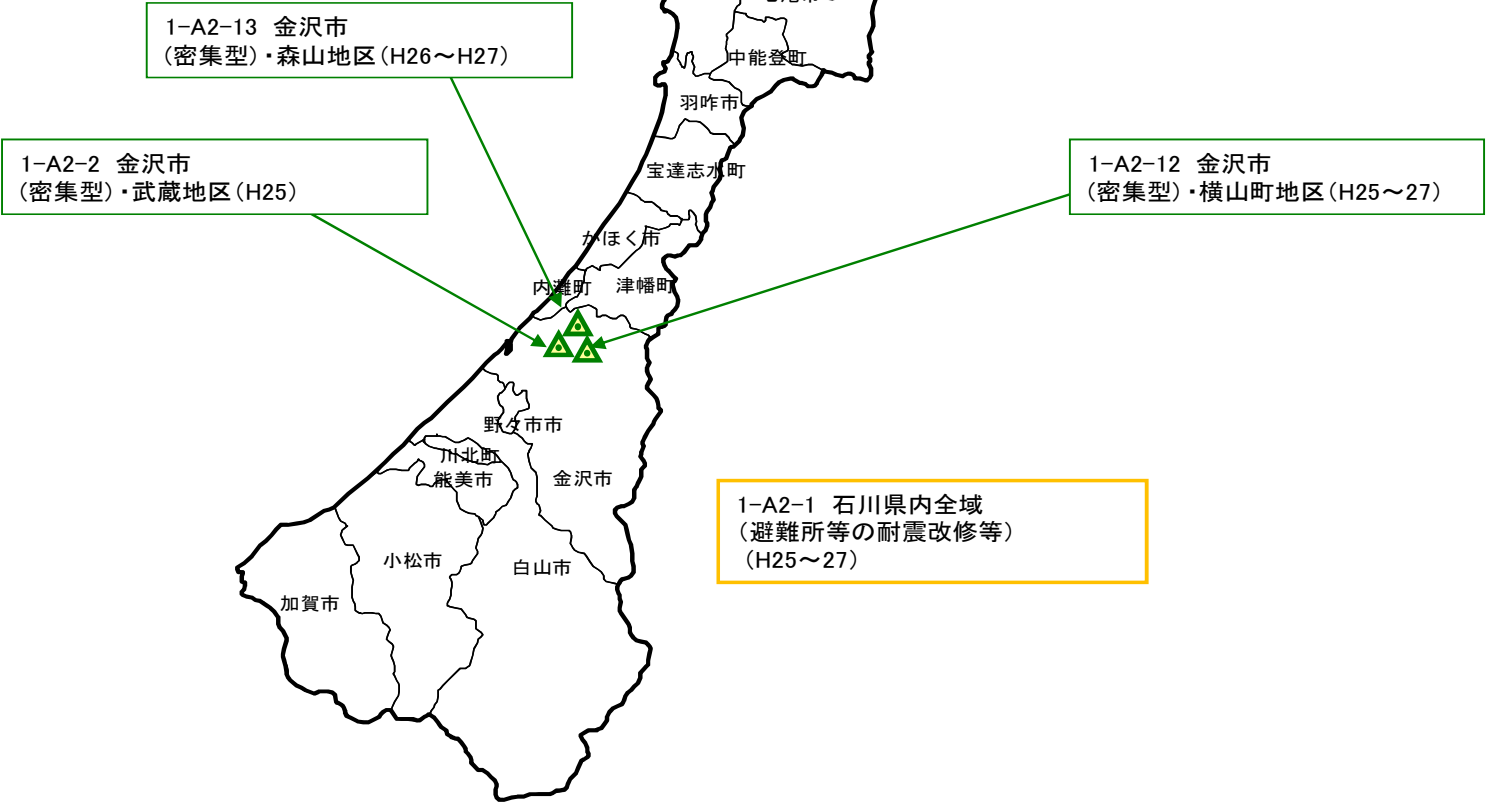 1-A2-13 金沢市
(密集型)・森山地区(H26～H27)
中能登町
羽咋市
1-A2-2 金沢市
(密集型)・武蔵地区(H25)
1-A2-12 金沢市
(密集型)・横山町地区(H25～27)
宝達志水町
かほく市
内灘町
津幡町
野々市市
川北町
能美市
金沢市
1-A2-1 石川県内全域
(避難所等の耐震改修等)
(H25～27)
小松市
白山市
加賀市